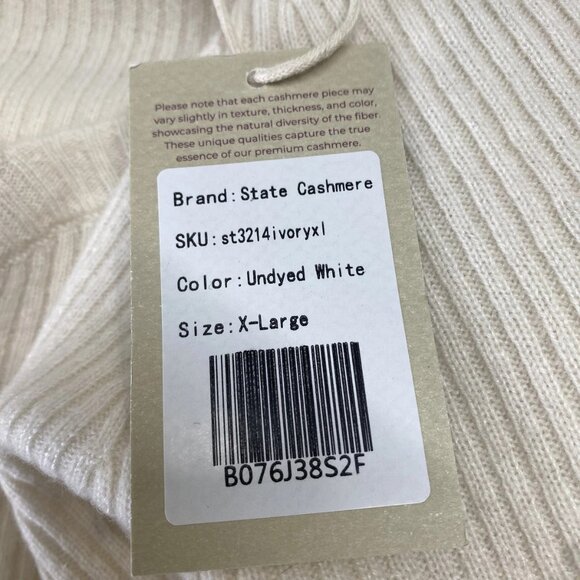 Please note that each cashmere piece may
vary slightly in texture, thickness, and color,
showcasing the natural diversity of the fiber
These unique qualities capture the true
essence of our premium cashmere.
Brand:State Cashmere
SKU:st3214ivoryxl
Color:Undyed White
Size:X-Large
B076J38S2F